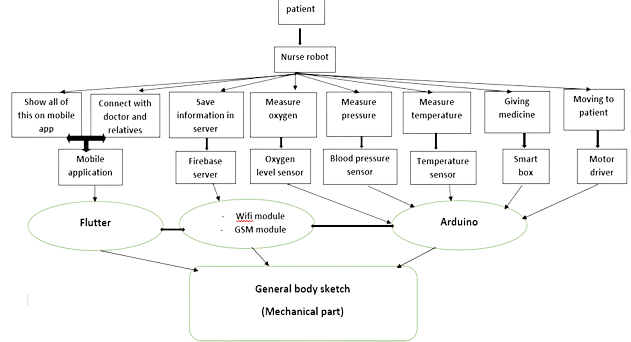 patient
Nurse robot
Show all of
this on mobile
app
Connect with
doctor and
relatives
Save
information in
server
Measure
oxygen
Measure
pressure
Measure
temperature
Giving
medicine
Moving to
patient
Mobile
application
Firebase
server
Oxygen
level sensor
Blood pressure
sensor
Temperature
sensor
Smart
box
Motor
driver
Flutter
- Wifi module
- GSM module
Arduino
General body sketch
(Mechanical part)